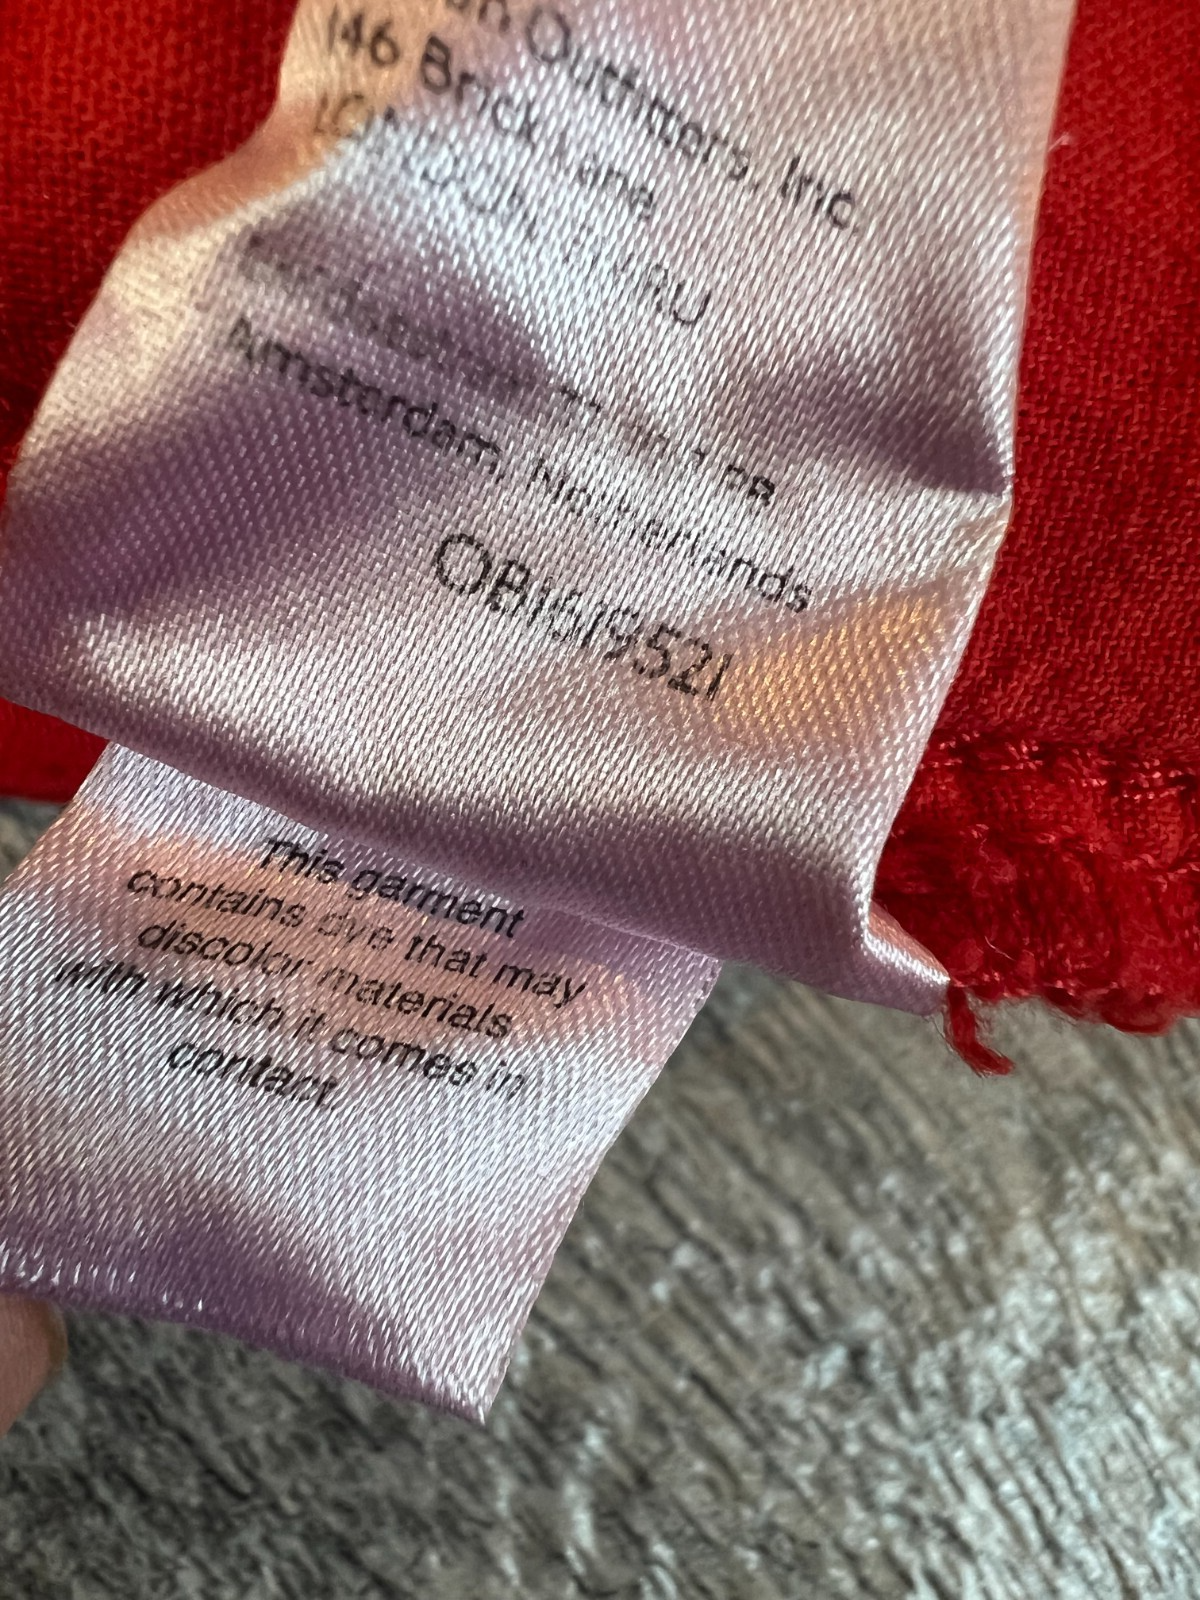 Outfitters, Inc.
146 Brick Lane
Amsterdam, Netherlands
OB1619521
This garment
contains dye that may
discolor materials
with which it comes in
contact.